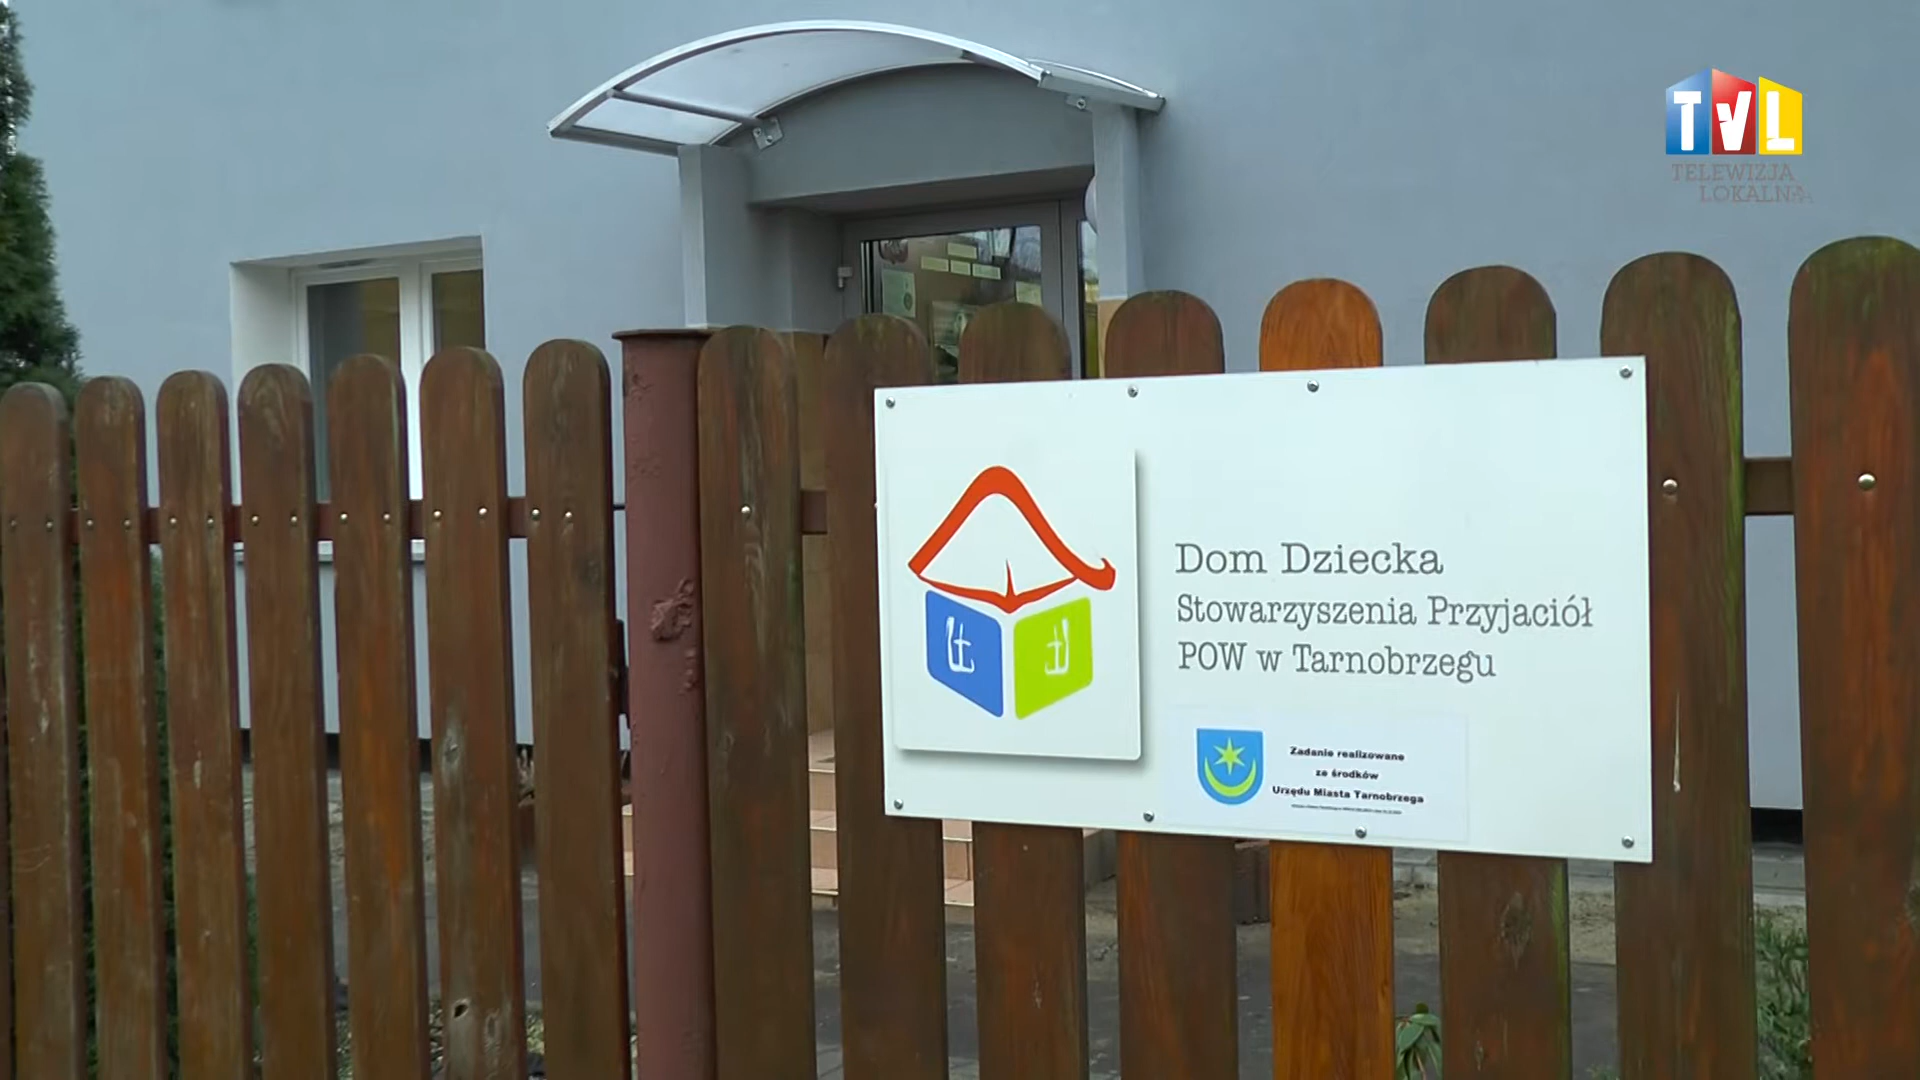 TVL
TELEWIZJA
LOKALNA
Dom Dziecka
Stowarzyszenia Przyjaciół
POW w Tarnobrzegu
Zadanie realizowane
ze środków
Urzędu Miasta Tarnobrzega